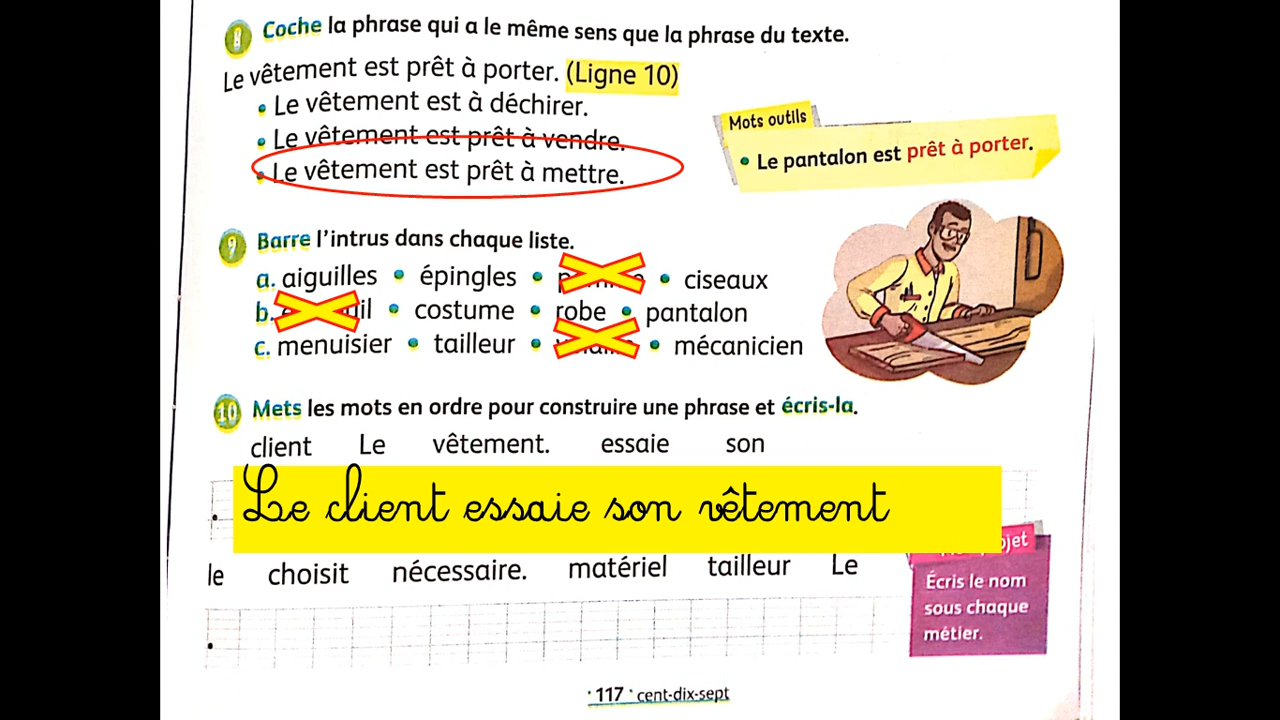 8 Coche la phrase qui a le même sens que la phrase du texte.
Le vêtement est prêt à porter. (Ligne 10)
• Le vêtement est à déchirer.
• Le vêtement est prêt à vendre.
• Le vêtement est prêt à mettre.
Mots outils
• Le pantalon est prêt à porter.
9 Barre l'intrus dans chaque liste.
a. aiguilles • épingles • • ciseaux
b. • costume • robe • pantalon
c. menuisier • tailleur • • mécanicien
10 Mets les mots en ordre pour construire une phrase et écris-la.
client Le vêtement. essaie son
Le client essaie son vêtement
le choisit nécessaire. matériel tailleur Le
Écris le nom
sous chaque
métier.
• 117 • cent-dix-sept